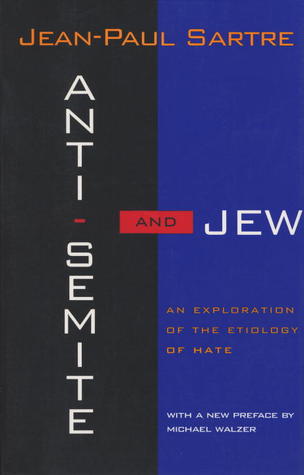 JEAN-PAUL SARTRE
ANTI-SEMITE
AND
JEW
AN EXPLORATION
OF THE ETIOLOGY
OF HATE
WITH A NEW PREFACE BY
MICHAEL WALZER